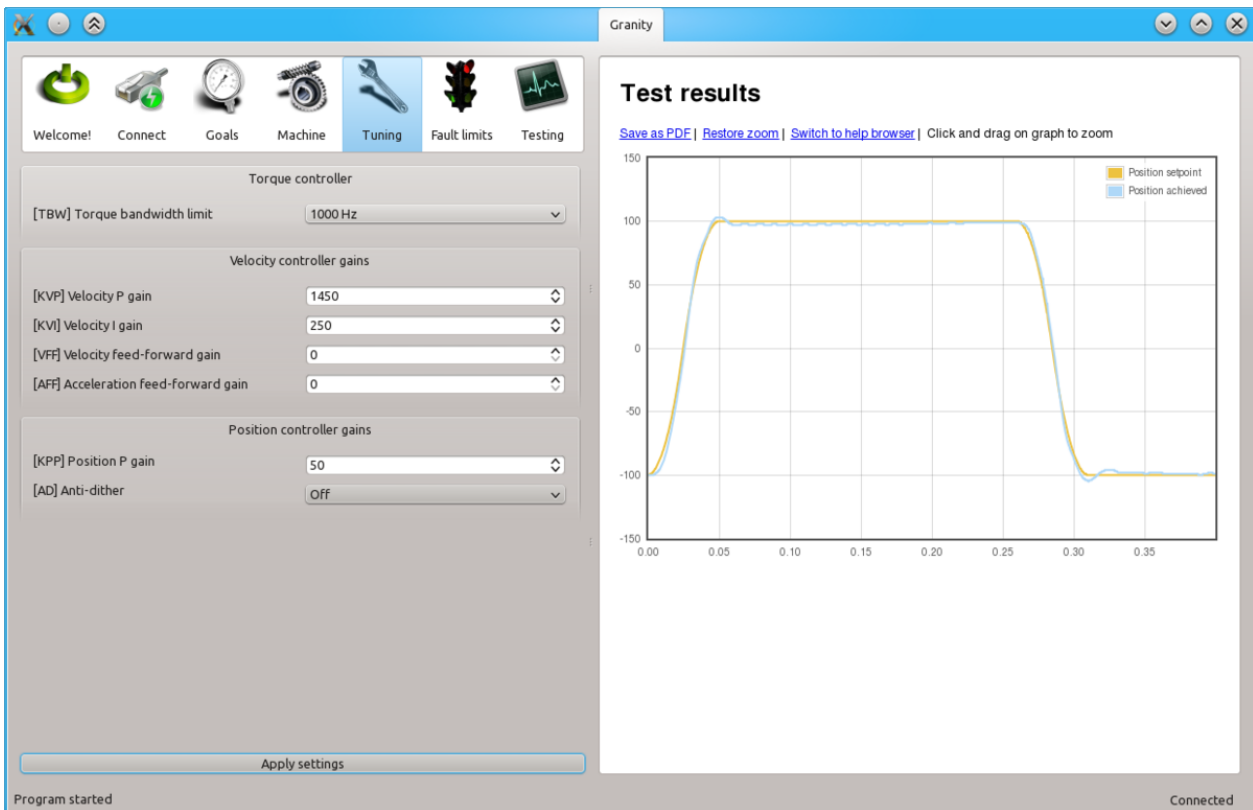 Granity
Welcome! Connect Goals Machine Tuning Fault limits Testing
Torque controller
[TBW] Torque bandwidth limit 1000 Hz
Velocity controller gains
[KVP] Velocity P gain 1450
[KVI] Velocity I gain 250
[VFF] Velocity feed-forward gain 0
[AFF] Acceleration feed-forward gain 0
Position controller gains
[KPP] Position P gain 50
[AD] Anti-dither Off
Apply settings
Test results
Save as PDF | Restore zoom | Switch to help browser | Click and drag on graph to zoom
150
Position setpoint
Position achieved
100
50
0
-50
-100
-150
0.00 0.05 0.10 0.15 0.20 0.25 0.30 0.35
Program started
Connected